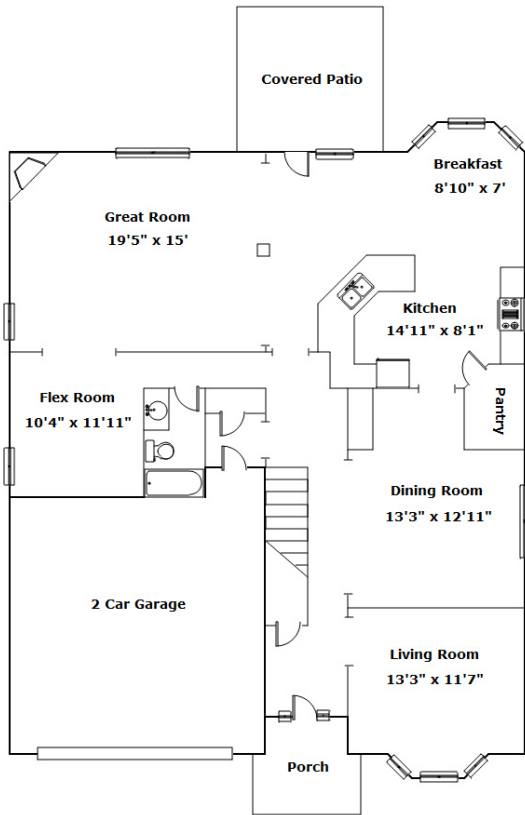 Covered Patio
Breakfast
8'10" x 7'
Great Room
19'5" x 15'
Kitchen
14'11" x 8'1"
Flex Room
10'4" x 11'11"
Pantry
Dining Room
13'3" x 12'11"
2 Car Garage
Living Room
13'3" x 11'7"
Porch